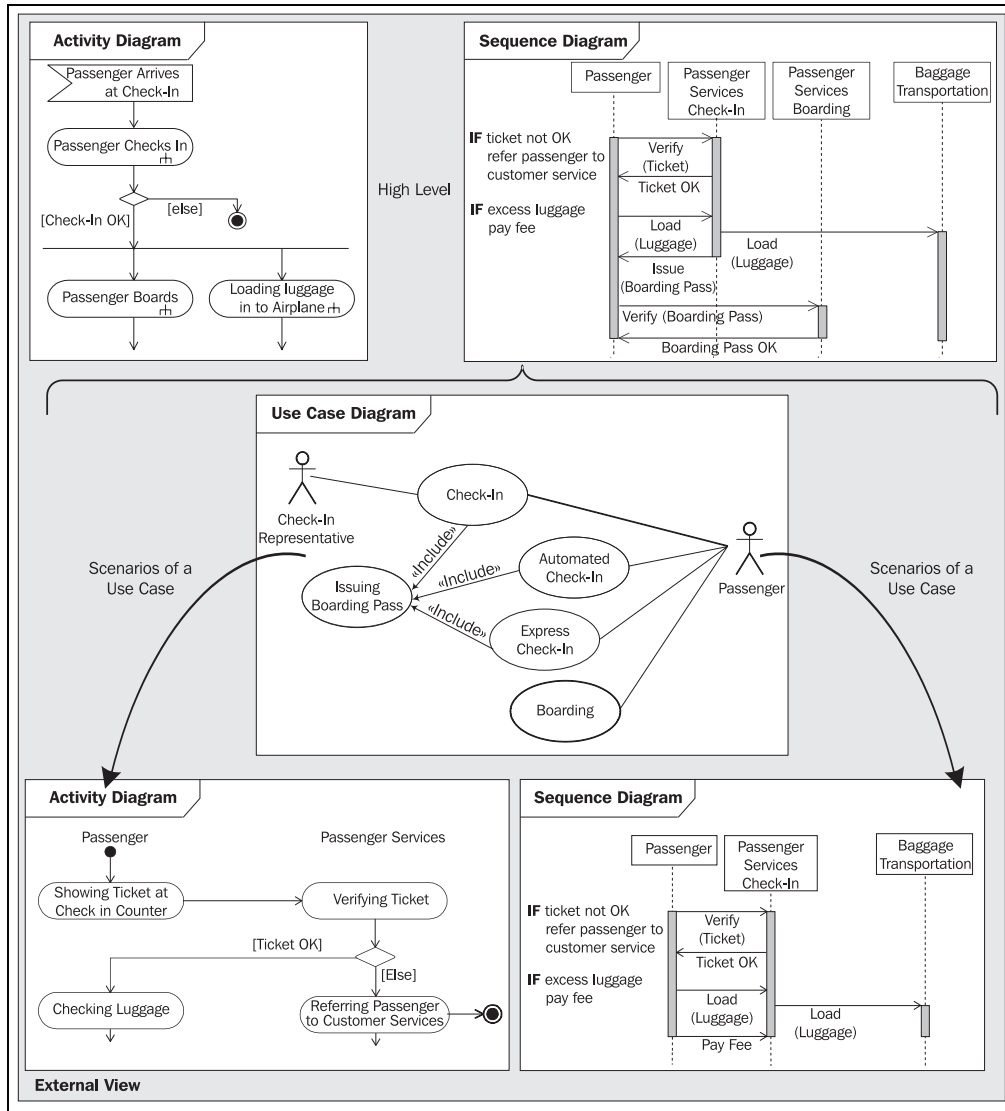 Activity Diagram
Passenger Arrives
at Check-In
Passenger Checks In
[Check-In OK]
[else]
Passenger Boards
Loading luggage
in to Airplane
High Level
Sequence Diagram
Passenger
Passenger
Services
Check-In
Passenger
Services
Boarding
Baggage
Transportation
IF ticket not OK
refer passenger to
customer service
IF excess luggage
pay fee
Verify
(Ticket)
Ticket OK
Load
(Luggage)
Load
(Luggage)
Issue
(Boarding Pass)
Verify (Boarding Pass)
Boarding Pass OK
Use Case Diagram
Check-In
Representative
Check-In
«Include»
Issuing
Boarding Pass
«Include»
Automated
Check-In
«Include»
Express
Check-In
Boarding
Passenger
Scenarios of a
Use Case
Scenarios of a
Use Case
Activity Diagram
Passenger
Passenger Services
Showing Ticket at
Check in Counter
Verifying Ticket
[Ticket OK]
[Else]
Checking Luggage
Referring Passenger
to Customer Services
Sequence Diagram
Passenger
Passenger
Services
Check-In
Baggage
Transportation
IF ticket not OK
refer passenger to
customer service
IF excess luggage
pay fee
Verify
(Ticket)
Ticket OK
Load
(Luggage)
Load
(Luggage)
Pay Fee
External View